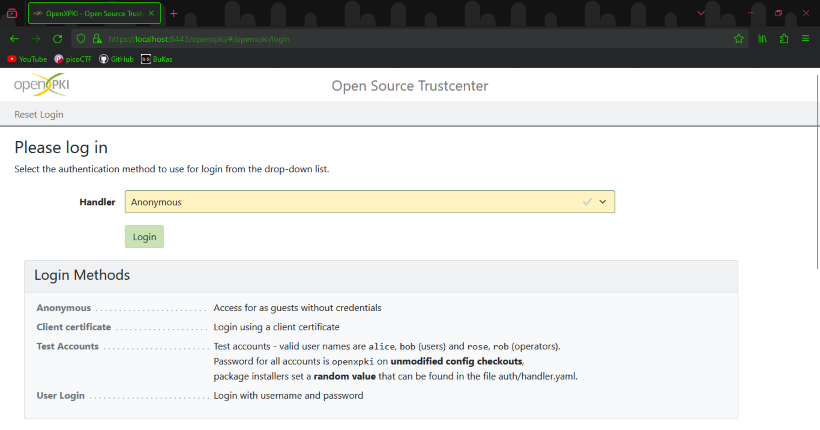 OpenXPKI - Open Source Trustc
https://localhost:8443/openxpki/#/openxpki/login
YouTube picoCTF GitHub BuKas
openXPKI Open Source Trustcenter
Reset Login
Please log in
Select the authentication method to use for login from the drop-down list.
Handler Anonymous
Login
Login Methods
Anonymous Access for as guests without credentials
Client certificate Login using a client certificate
Test Accounts Test accounts - valid user names are alice, bob (users) and rose, rob (operators).
Password for all accounts is openxpki on unmodified config checkouts,
package installers set a random value that can be found in the file auth/handler.yaml.
User Login Login with username and password